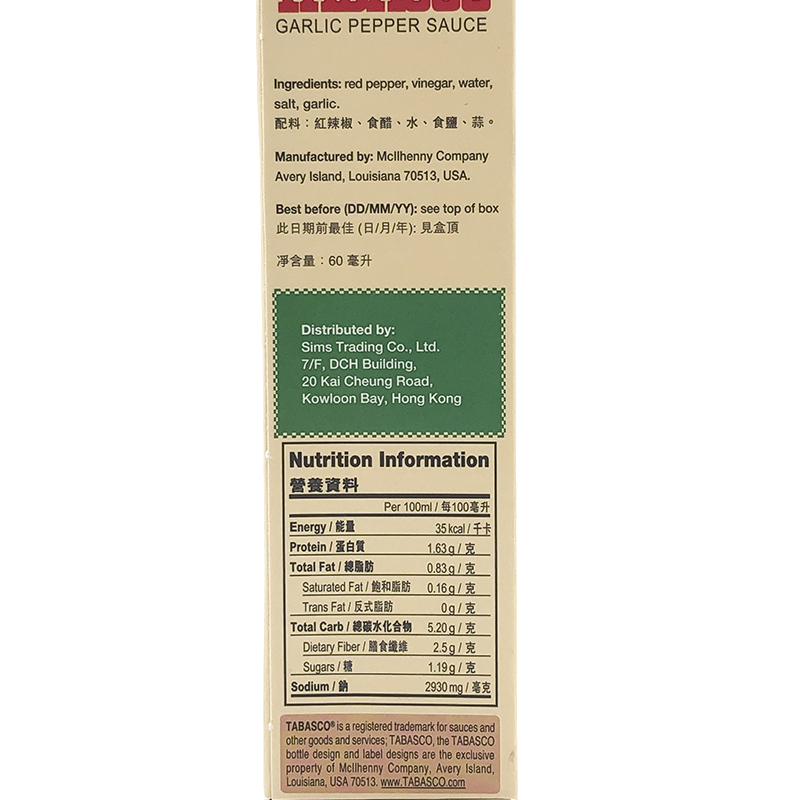 GARLIC PEPPER SAUCE
Ingredients: red pepper, vinegar, water,
salt, garlic.
配料：紅辣椒、食醋、水、食鹽、蒜。
Manufactured by: McIlhenny Company
Avery Island, Louisiana 70513, USA.
Best before (DD/MM/YY): see top of box
此日期前最佳 (日/月/年): 見盒頂
凈含量：60 毫升
Distributed by:
Sims Trading Co., Ltd.
7/F, DCH Building,
20 Kai Cheung Road,
Kowloon Bay, Hong Kong
Nutrition Information
營養資料
Per 100ml / 每100毫升
Energy / 能量 35 kcal / 千卡
Protein / 蛋白質 1.63 g / 克
Total Fat / 總脂肪 0.83 g / 克
Saturated Fat / 飽和脂肪 0.16 g / 克
Trans Fat / 反式脂肪 0 g / 克
Total Carb / 總碳水化合物 5.20 g / 克
Dietary Fiber / 膳食纖維 2.5 g / 克
Sugars / 糖 1.19 g / 克
Sodium / 鈉 2930 mg / 毫克
TABASCO® is a registered trademark for sauces and
other goods and services; TABASCO, the TABASCO
bottle design and label designs are the exclusive
property of McIlhenny Company, Avery Island,
Louisiana, USA 70513. www.TABASCO.com